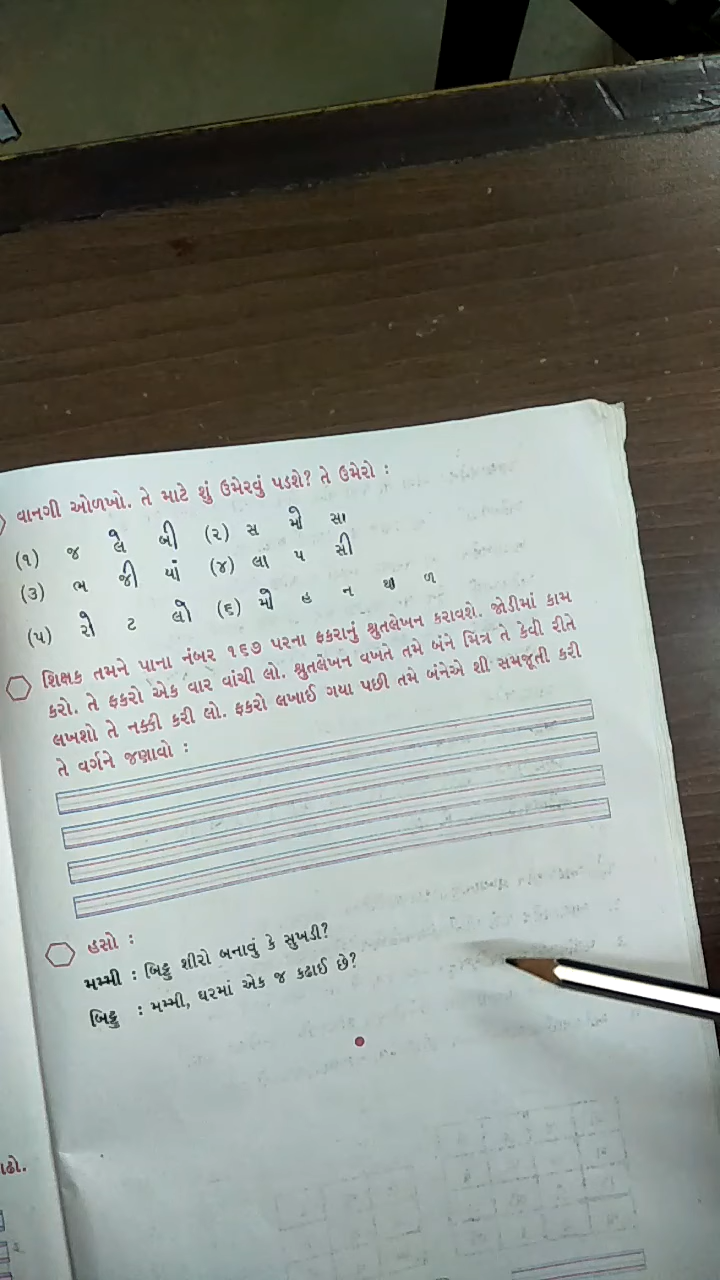 વાનગી ઓળખો. તે માટે શું ઉમેરવું પડશે? તે ઉમેરો :
(૧) જ લે બી (૨) સ મો સા
(૩) ભ જી યાં (૪) લા પ સી
(૫) રો ટ લો (૬) મો હ ન થા ળ
શિક્ષક તમને પાના નંબર ૧૬૭ પરના ફકરાનું શ્રુતલેખન કરાવશે. જોડીમાં કામ
કરો. તે ફકરો એક વાર વાંચી લો. શ્રુતલેખન વખતે તમે બંને મિત્ર તે કેવી રીતે
લખશો તે નક્કી કરી લો. ફકરો લખાઈ ગયા પછી તમે બંનેએ શી સમજૂતી કરી
તે વર્ગને જણાવો :
હસો :
મમ્મી : બિટ્ટુ શીરો બનાવું કે સુખડી?
બિટ્ટુ : મમ્મી, ઘરમાં એક જ કઢાઈ છે?